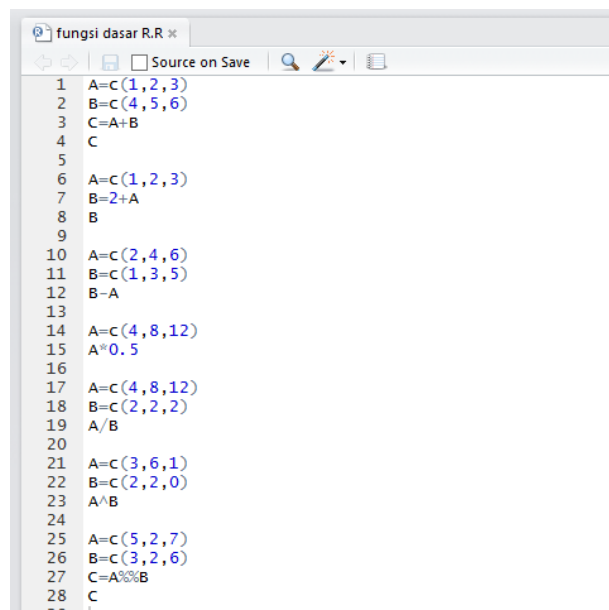 fungsi dasar R.R
Source on Save
1 A=c(1,2,3)
2 B=c(4,5,6)
3 C=A+B
4 C
5
6 A=c(1,2,3)
7 B=2+A
8 B
9
10 A=c(2,4,6)
11 B=c(1,3,5)
12 B-A
13
14 A=c(4,8,12)
15 A*0.5
16
17 A=c(4,8,12)
18 B=c(2,2,2)
19 A/B
20
21 A=c(3,6,1)
22 B=c(2,2,0)
23 A^B
24
25 A=c(5,2,7)
26 B=c(3,2,6)
27 C=A%%B
28 C